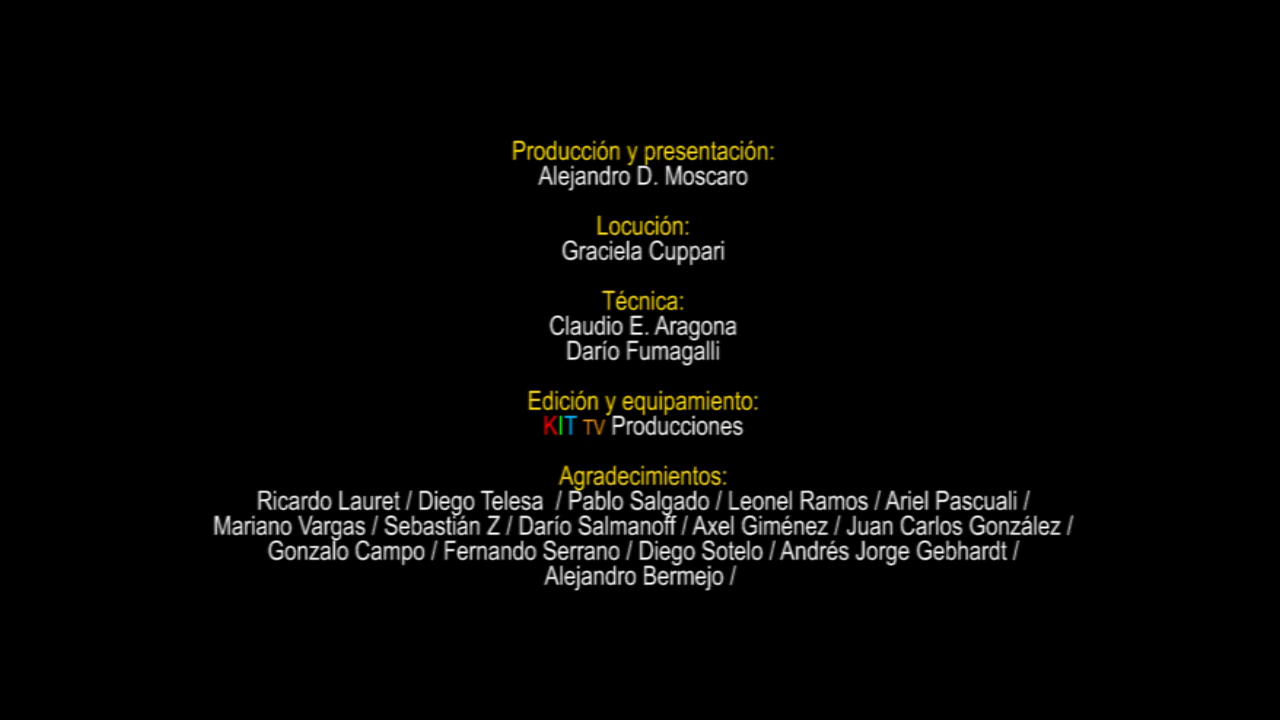 Producción y presentación:
Alejandro D. Moscaro
Locución:
Graciela Cuppari
Técnica:
Claudio E. Aragona
Darío Fumagalli
Edición y equipamiento:
KIT TV Producciones
Agradecimientos:
Ricardo Lauret / Diego Telesa  / Pablo Salgado / Leonel Ramos / Ariel Pascuali /
Mariano Vargas / Sebastián Z / Darío Salmanoff / Axel Giménez / Juan Carlos González /
Gonzalo Campo / Fernando Serrano / Diego Sotelo / Andrés Jorge Gebhardt /
Alejandro Bermejo /